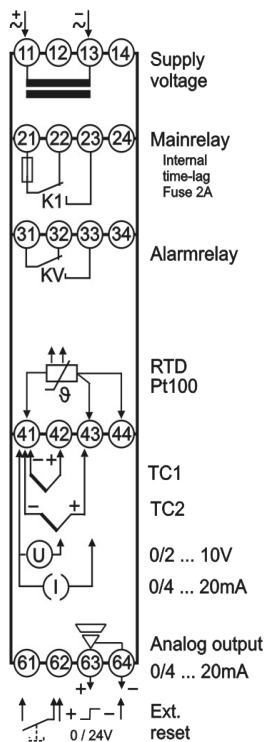 + ~ − ~
11 12 13 14
Supply
voltage
21 22 23 24
Mainrelay
Internal
time-lag
Fuse 2A
K1
31 32 33 34
Alarmrelay
KV
RTD
Pt100
ϑ
41 42 43 44
− +
TC1
− +
TC2
U
0/2 ... 10V
I
0/4 ... 20mA
Analog output
61 62 63 64
0/4 ... 20mA
+ −
+ −
0 / 24V
Ext.
reset